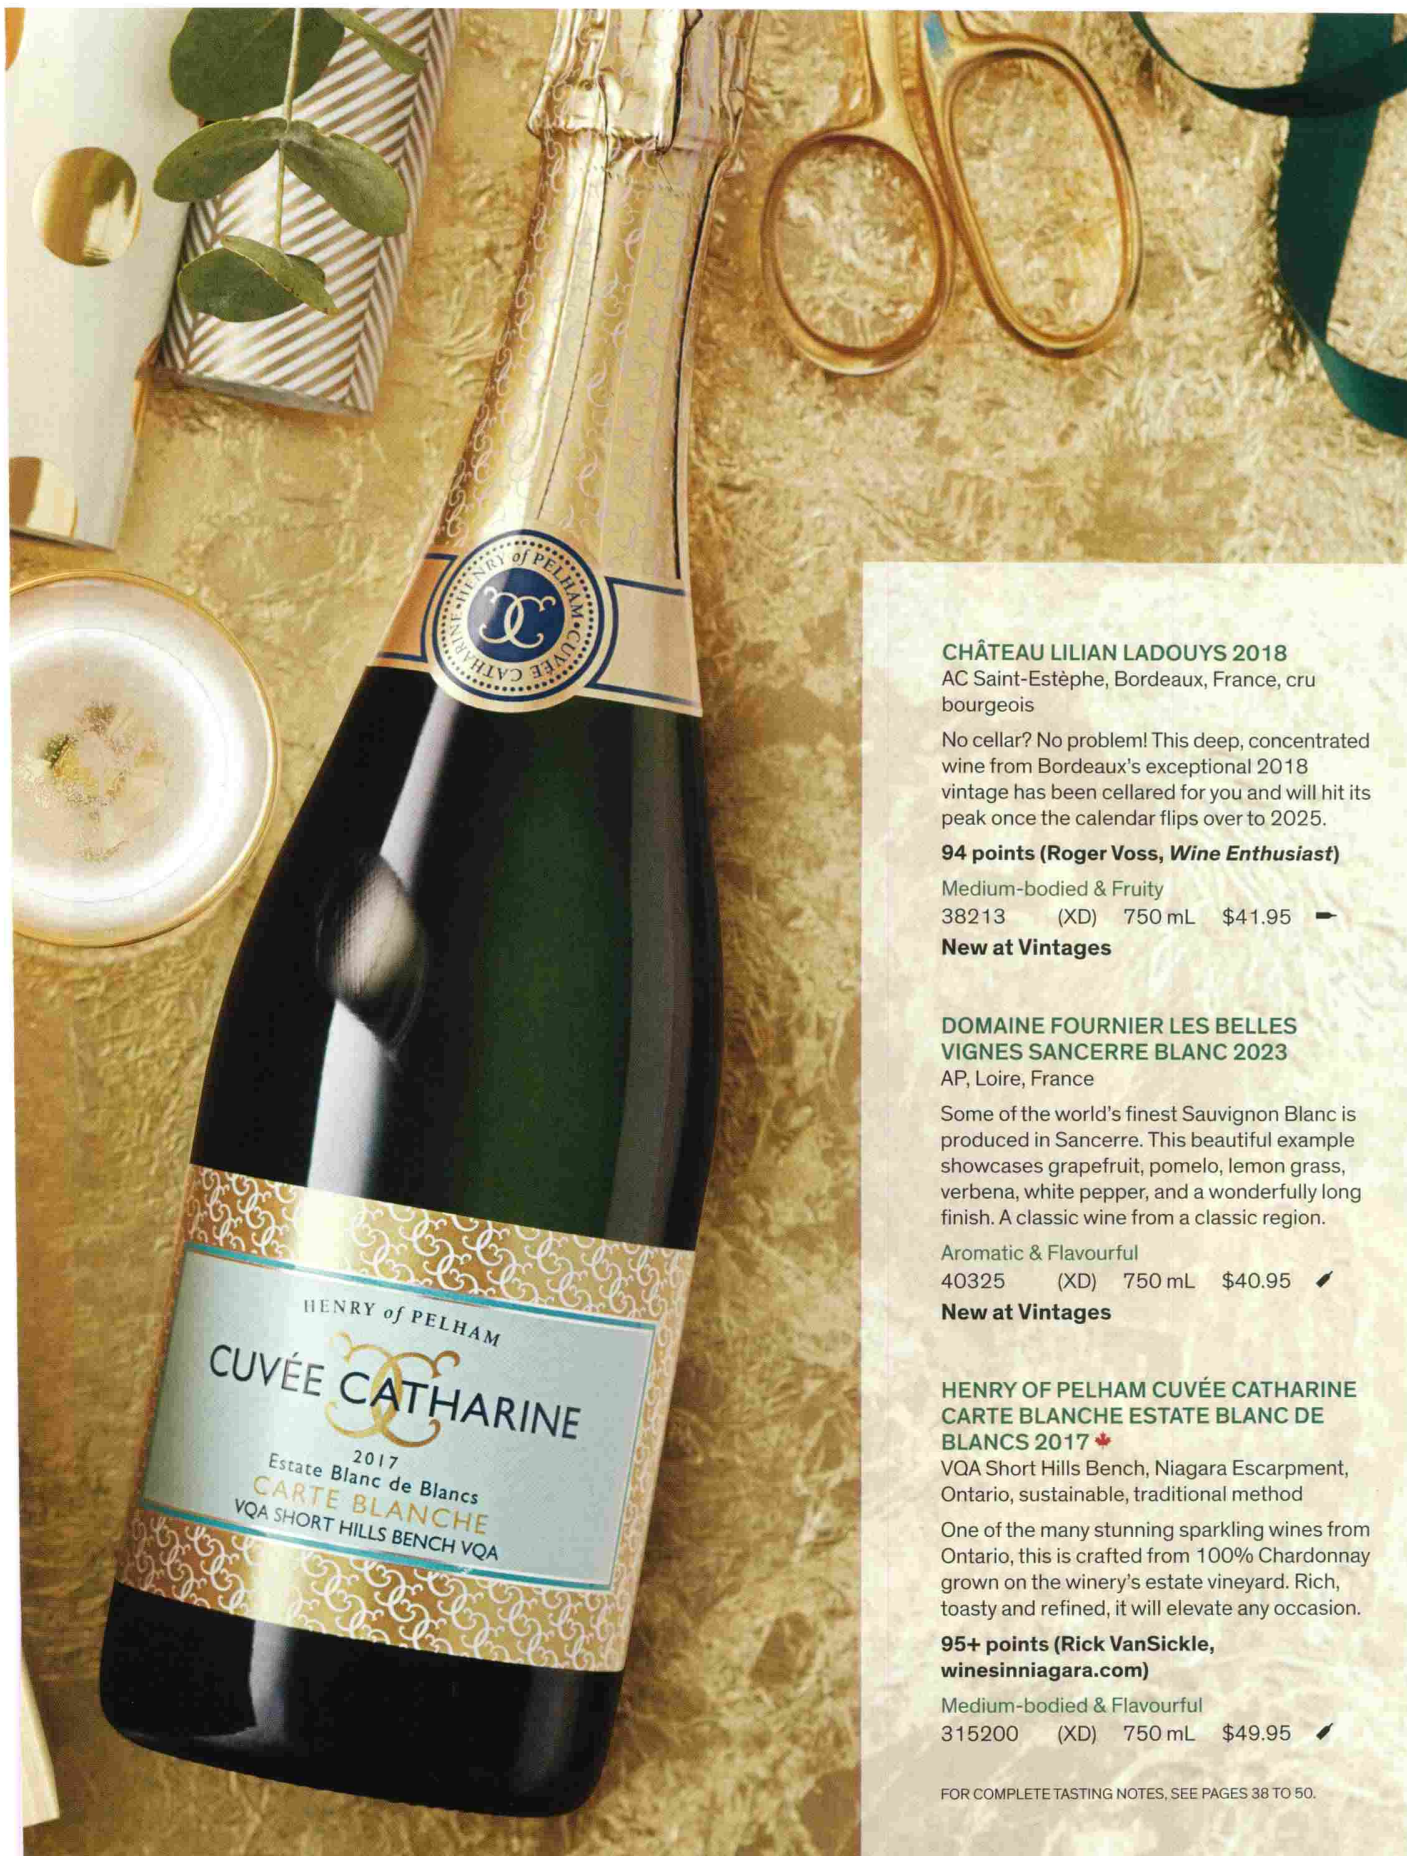 HENRY of PELHAM • CUVÉE CATHARINE •
HENRY of PELHAM
CUVÉE CATHARINE
2017
Estate Blanc de Blancs
CARTE BLANCHE
VQA SHORT HILLS BENCH VQA
CHÂTEAU LILIAN LADOUYS 2018
AC Saint-Estèphe, Bordeaux, France, cru
bourgeois
No cellar? No problem! This deep, concentrated
wine from Bordeaux's exceptional 2018
vintage has been cellared for you and will hit its
peak once the calendar flips over to 2025.
94 points (Roger Voss, Wine Enthusiast)
Medium-bodied & Fruity
38213 (XD) 750 mL $41.95
New at Vintages
DOMAINE FOURNIER LES BELLES
VIGNES SANCERRE BLANC 2023
AP, Loire, France
Some of the world's finest Sauvignon Blanc is
produced in Sancerre. This beautiful example
showcases grapefruit, pomelo, lemon grass,
verbena, white pepper, and a wonderfully long
finish. A classic wine from a classic region.
Aromatic & Flavourful
40325 (XD) 750 mL $40.95
New at Vintages
HENRY OF PELHAM CUVÉE CATHARINE
CARTE BLANCHE ESTATE BLANC DE
BLANCS 2017
VQA Short Hills Bench, Niagara Escarpment,
Ontario, sustainable, traditional method
One of the many stunning sparkling wines from
Ontario, this is crafted from 100% Chardonnay
grown on the winery's estate vineyard. Rich,
toasty and refined, it will elevate any occasion.
95+ points (Rick VanSickle,
winesinniagara.com)
Medium-bodied & Flavourful
315200 (XD) 750 mL $49.95
FOR COMPLETE TASTING NOTES, SEE PAGES 38 TO 50.